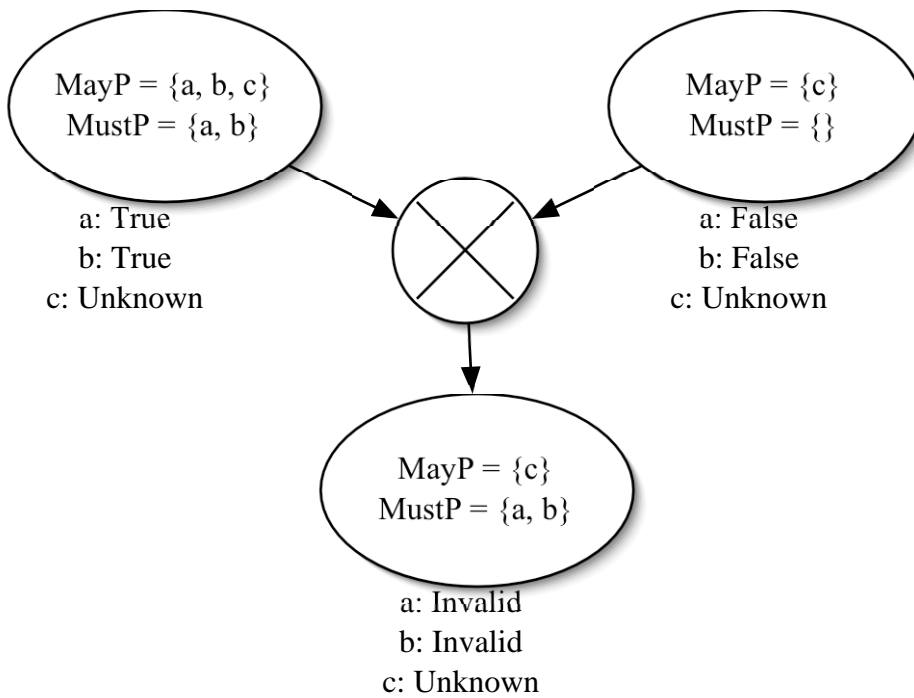 MayP = {a, b, c}
MustP = {a, b}
a: True
b: True
c: Unknown
MayP = {c}
MustP = {}
a: False
b: False
c: Unknown
MayP = {c}
MustP = {a, b}
a: Invalid
b: Invalid
c: Unknown